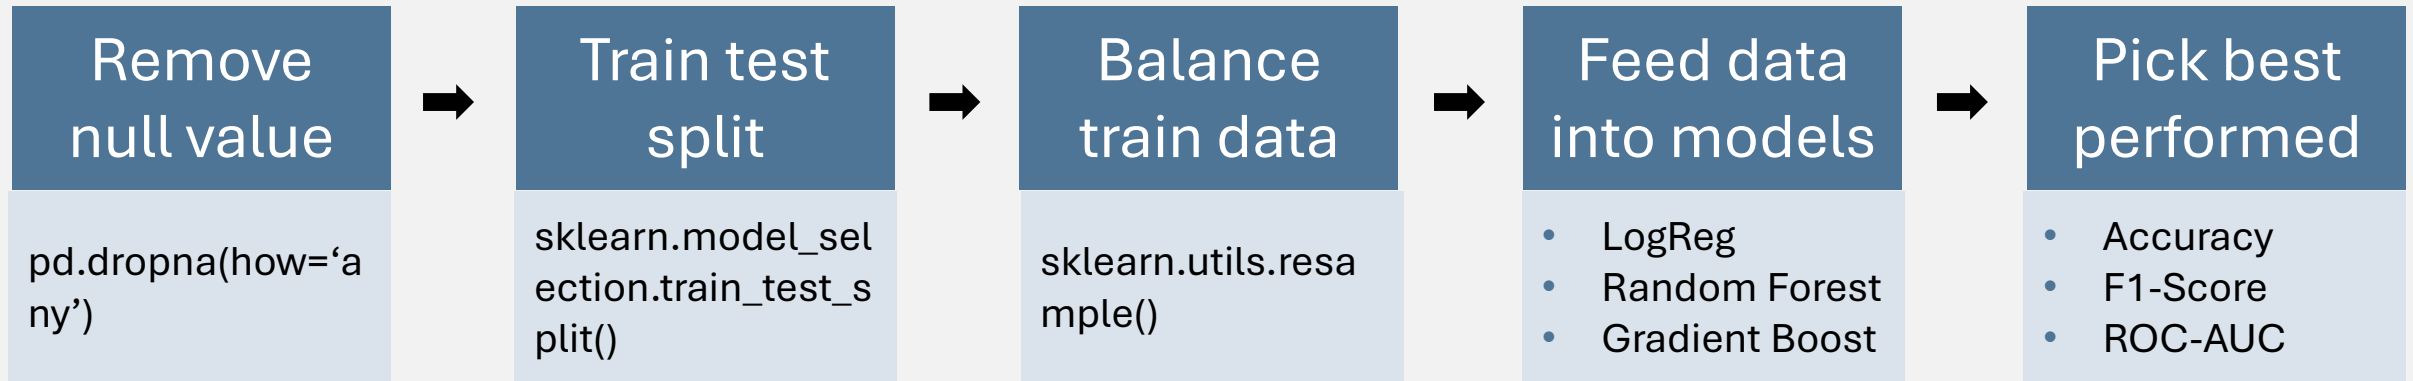 Remove
null value
pd.dropna(how=‘a
ny’)
Train test
split
sklearn.model_sel
ection.train_test_s
plit()
Balance
train data
sklearn.utils.resa
mple()
Feed data
into models
• LogReg
• Random Forest
• Gradient Boost
Pick best
performed
• Accuracy
• F1-Score
• ROC-AUC